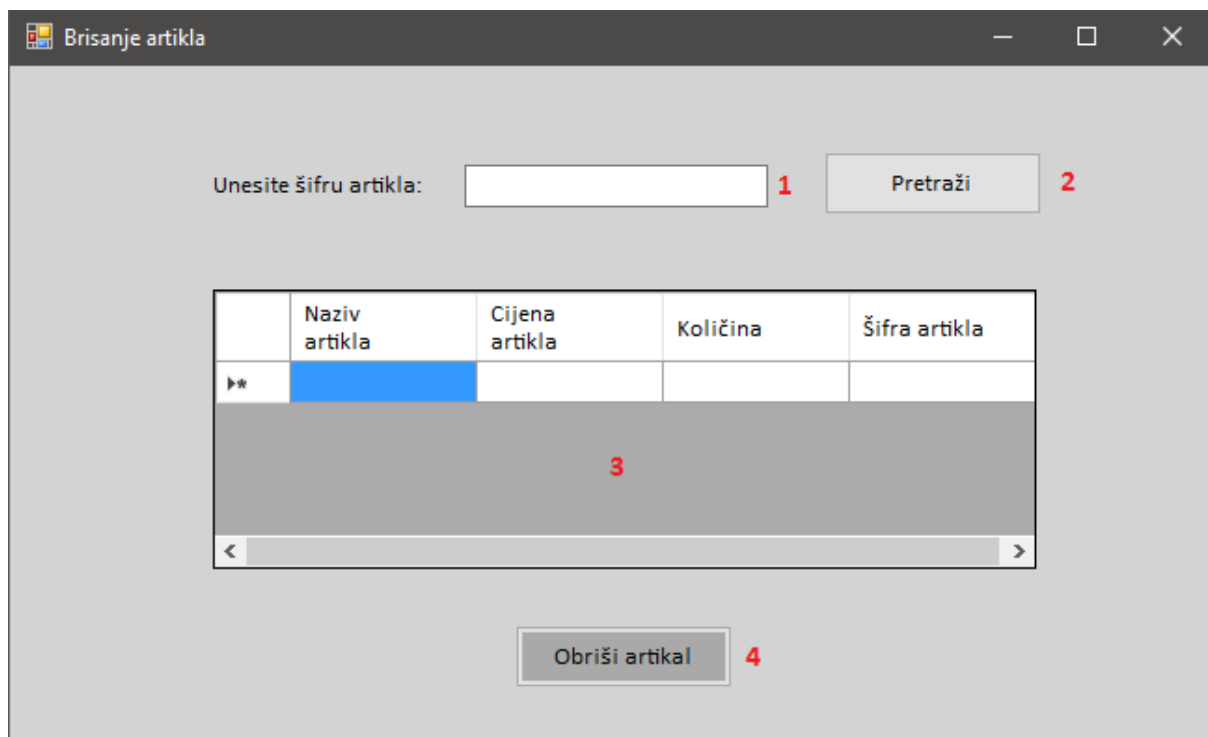 Brisanje artikla
Unesite šifru artikla:
1
Pretraži
2
Naziv
artikla
Cijena
artikla
Količina
Šifra artikla
3
Obriši artikal
4